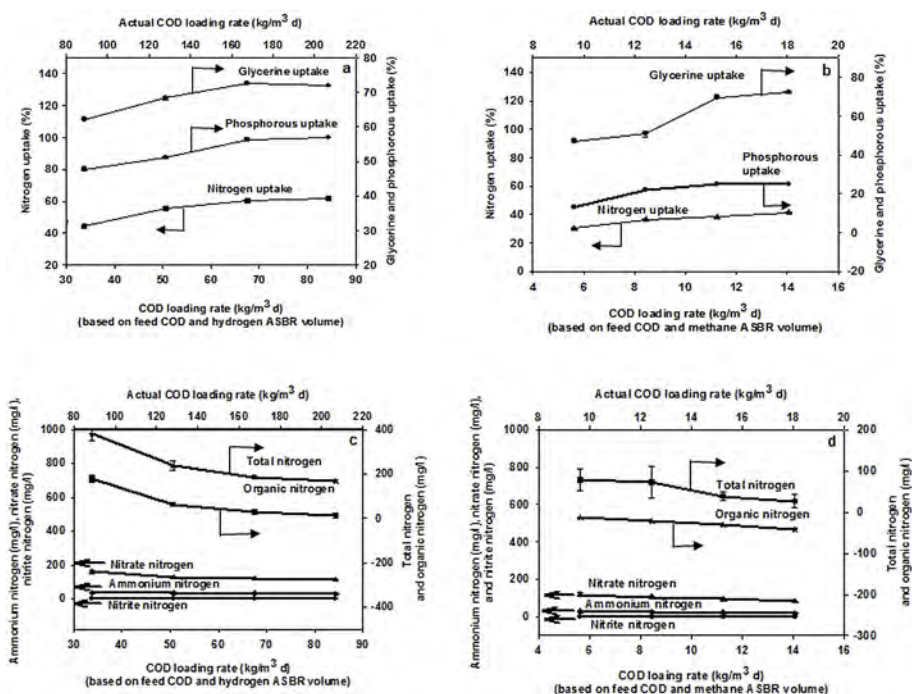 Actual COD loading rate (kg/m3 d)
80 100 120 140 160 180 200 220
a
Nitrogen uptake (%)
140
120
100
80
60
40
20
80
70
60
50
40
30
20
Glycerine and phosphorous uptake (%)
Glycerine uptake
Phosphorous uptake
Nitrogen uptake
30 40 50 60 70 80 90
COD loading rate (kg/m3 d)
(based on feed COD and hydrogen ASBR volume)
Actual COD loading rate (kg/m3 d)
4 6 8 10 12 14 16 18 20
b
Nitrogen uptake (%)
140
120
100
80
60
40
20
0
80
60
40
20
0
-20
Glycerine and phosphorous uptake (%)
Glycerine uptake
Phosphorous
uptake
Nitrogen uptake
4 6 8 10 12 14 16
COD loading rate (kg/m3 d)
(based on feed COD and methane ASBR volume)
Actual COD loading rate (kg/m3 d)
80 100 120 140 160 180 200 220
c
Ammonium nitrogen (mg/l), nitrate nitrogen (mg/l),
nitrite nitrogen (mg/l)
1000
800
600
400
200
0
400
200
0
-200
-400
Total nitrogen
and organic nitrogen (mg/l)
Total nitrogen
Organic nitrogen
Nitrate nitrogen
Ammonium nitrogen
Nitrite nitrogen
30 40 50 60 70 80 90
COD loading rate (kg/m3 d)
(based on feed COD and hydrogen ASBR volume)
Actual COD loading rate (kg/m3 d)
4 6 8 10 12 14 16 18 20
d
Ammonium nitrogen (mg/l), nitrate nitrogen (mg/l),
and nitrite nitrogen (mg/l)
1000
800
600
400
200
0
200
100
0
-100
-200
-250
-300
Total nitrogen
and organic nitrogen (mg/l)
Total nitrogen
Organic nitrogen
Nitrate nitrogen
Ammonium nitrogen
Nitrite nitrogen
4 6 8 10 12 14 16
COD loaing rate (kg/m3 d)
(based on feed COD and methane ASBR volume)